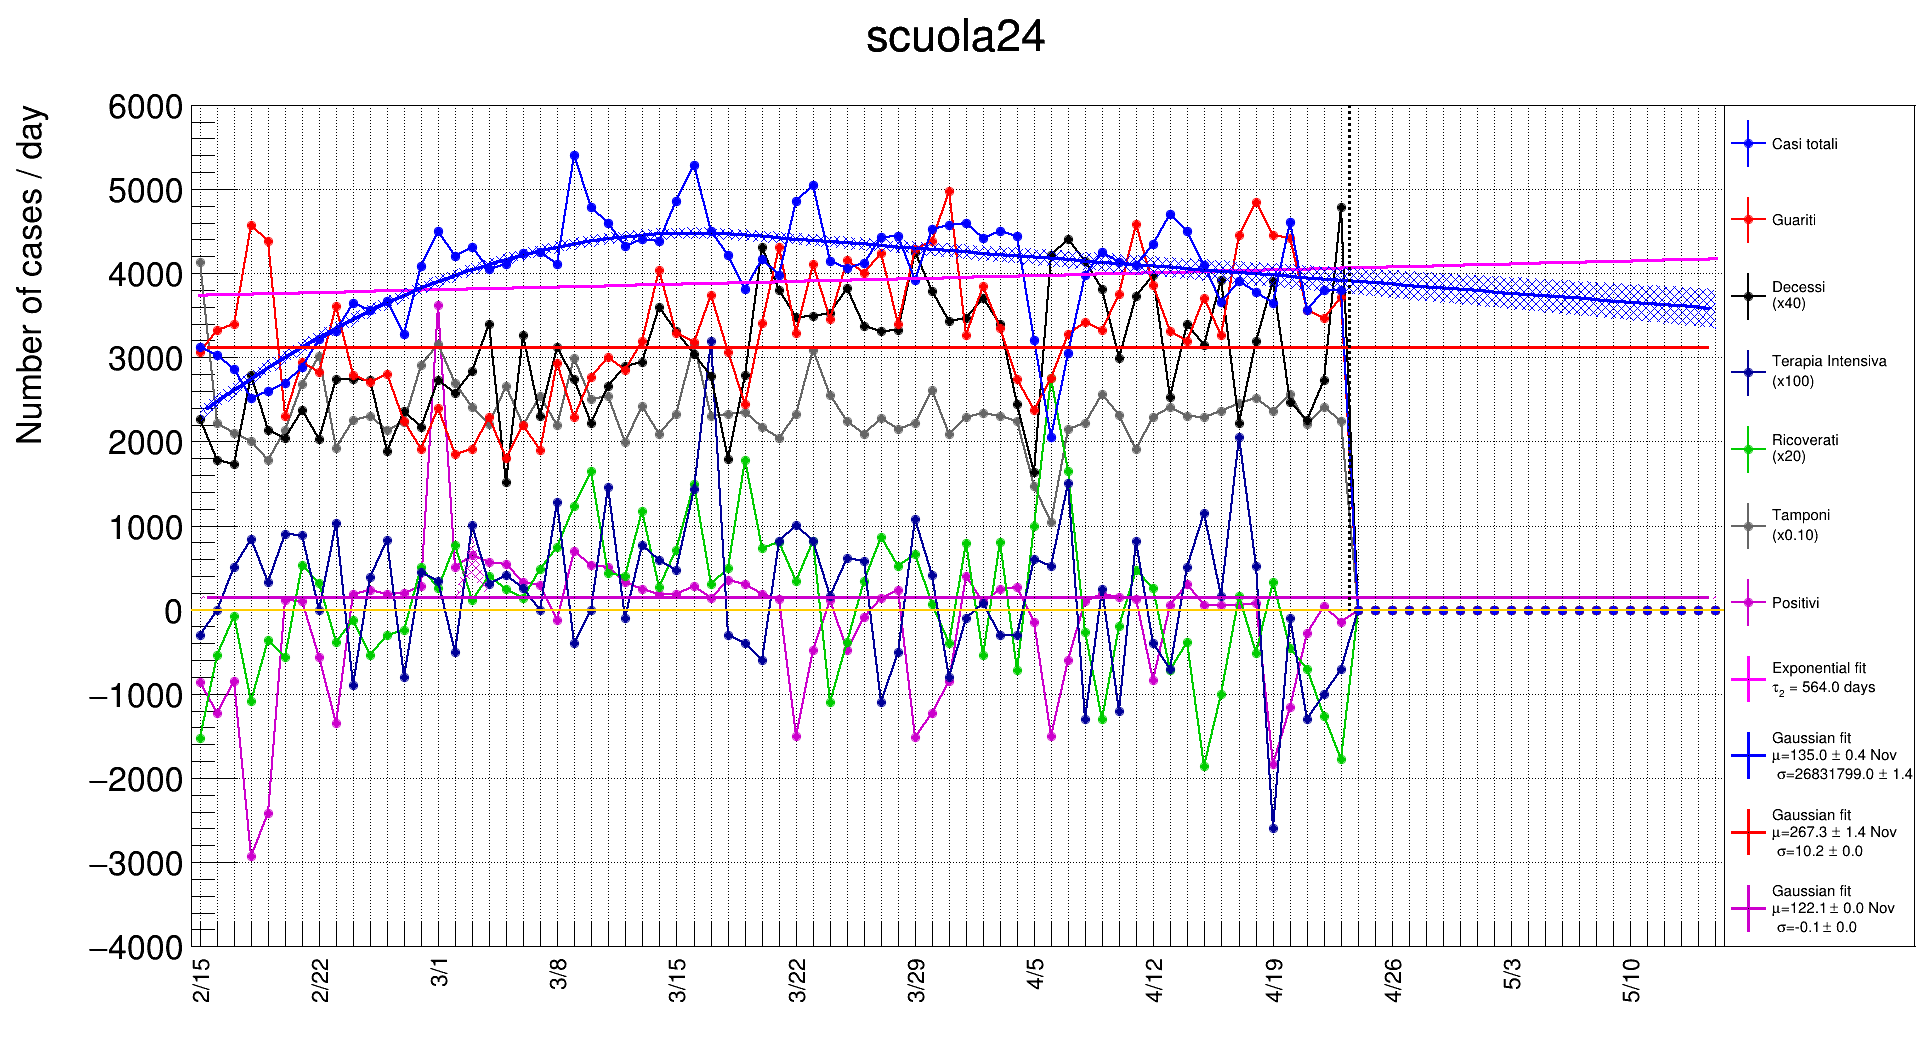 scuola24
Number of cases / day
6000
5000
4000
3000
2000
1000
0
−1000
−2000
−3000
−4000
2/15
2/22
3/1
3/8
3/15
3/22
3/29
4/5
4/12
4/19
4/26
5/3
5/10
Casi totali
Guariti
Decessi
(x40)
Terapia Intensiva
(x100)
Ricoverati
(x20)
Tamponi
(x0.10)
Positivi
Exponential fit
τ2 = 564.0 days
Gaussian fit
μ=135.0 ± 0.4 Nov
σ=26831799.0 ± 1.4
Gaussian fit
μ=267.3 ± 1.4 Nov
σ=10.2 ± 0.0
Gaussian fit
μ=122.1 ± 0.0 Nov
σ=-0.1 ± 0.0